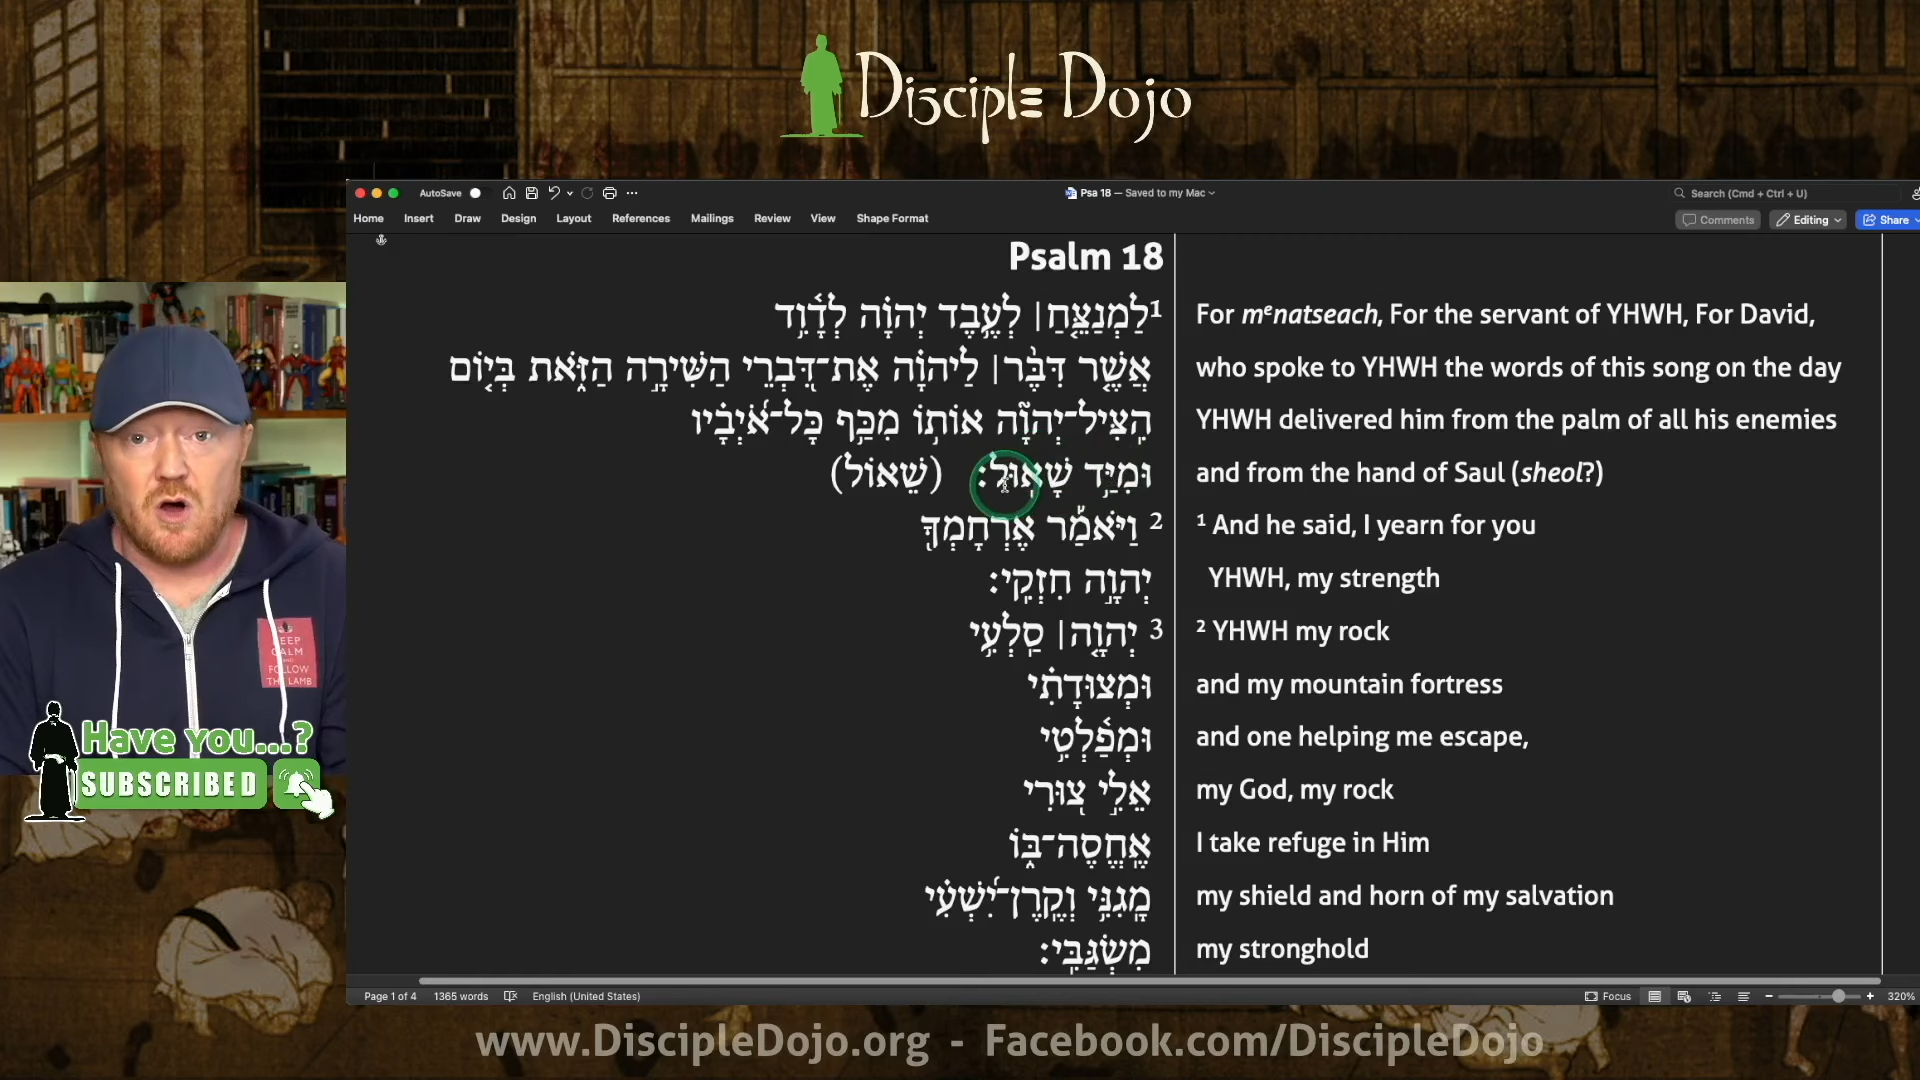 Disciple Dojo
AutoSave
Psa 18 — Saved to my Mac
Search (Cmd + Ctrl + U)
Home Insert Draw Design Layout References Mailings Review View Shape Format
Comments Editing Share
Psalm 18
1לַמְנַצֵּ֤חַ׀ לְעֶ֥בֶד יְהוָ֗ה לְדָ֫וִ֥ד
אֲשֶׁ֤ר דִּבֶּ֨ר׀ לַיהוָ֗ה אֶת־דִּ֭בְרֵי הַשִּׁירָ֣ה הַזֹּ֑את בְּי֤וֹם
הִֽצִּיל־יְהוָ֘ה אוֹת֥וֹ מִכַּ֥ף כָּל־אֹ֝יְבָ֗יו
וּמִיַּ֥ד שָׁאֽוּל׃ (שְׁאוֹל)
2 וַיֹּאמַ֡ר אֶרְחָמְךָ֖
יְהוָ֣ה חִזְקִֽי׃
3 יְהוָ֤ה׀ סַֽלְעִ֥י
וּמְצוּדָתִ֗י
וּמְפַ֫לְטִ֥י
אֵלִ֣י צ֭וּרִי
אֶֽחֱסֶה־בּ֑וֹ
מָֽגִנִּ֥י וְקֶֽרֶן־יִ֝שְׁעִ֗י
מִשְׂגַּבִּֽי׃
For mᵉnatseach, For the servant of YHWH, For David,
who spoke to YHWH the words of this song on the day
YHWH delivered him from the palm of all his enemies
and from the hand of Saul (sheol?)
¹ And he said, I yearn for you
YHWH, my strength
² YHWH my rock
and my mountain fortress
and one helping me escape,
my God, my rock
I take refuge in Him
my shield and horn of my salvation
my stronghold
KEEP
CALM
AND
FOLLOW
THE LAMB
Have you...?
SUBSCRIBED
Page 1 of 4 1365 words English (United States) Focus 320%
www.DiscipleDojo.org - Facebook.com/DiscipleDojo